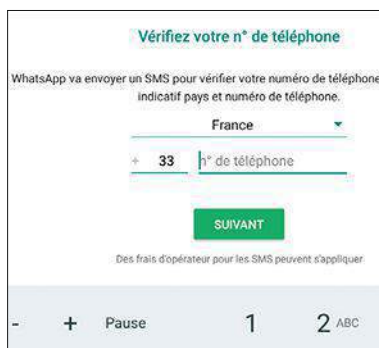 Vérifiez votre n° de téléphone
WhatsApp va envoyer un SMS pour vérifier votre numéro de téléphone
indicatif pays et numéro de téléphone.
France
+ 33 n° de téléphone
SUIVANT
Des frais d'opérateur pour les SMS peuvent s'appliquer
- + Pause 1 2 ABC